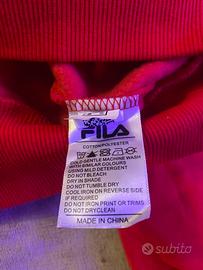 FILA
COTTON/POLYESTER
COLD GENTLE MACHINE WASH
WITH SIMILAR COLOURS
USING MILD DETERGENT
DO NOT BLEACH
DRY IN SHADE
DO NOT TUMBLE DRY
COOL IRON ON REVERSE SIDE
IF REQUIRED
DO NOT IRON PRINT OR TRIMS
DO NOT DRYCLEAN
MADE IN CHINA
subito